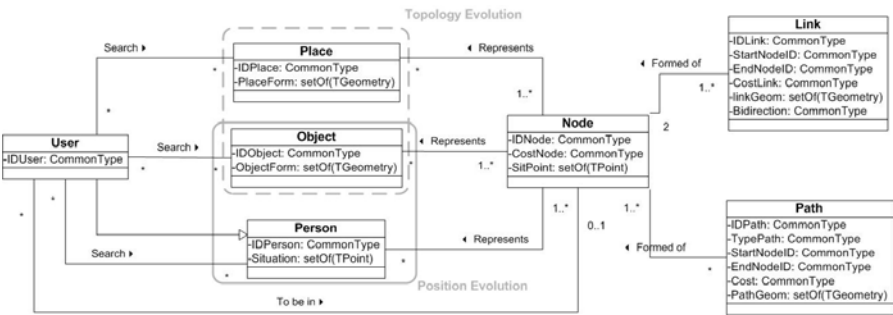 Topology Evolution
Search
Place
-IDPlace: CommonType
-PlaceForm: setOf(TGeometry)
*
*
Represents
*
1..*
Link
-IDLink: CommonType
-StartNodeID: CommonType
-EndNodeID: CommonType
-CostLink: CommonType
-linkGeom: setOf(TGeometry)
-Bidirection: CommonType
Formed of
1..*
2
User
-IDUser: CommonType
Search
*
*
Object
-IDObject: CommonType
-ObjectForm: setOf(TGeometry)
Represents
*
1..*
Node
-IDNode: CommonType
-CostNode: CommonType
-SitPoint: setOf(TPoint)
*
*
Search
*
Person
-IDPerson: CommonType
-Situation: setOf(TPoint)
*
Represents
1..*
0..1
1..*
Formed of
*
Path
-IDPath: CommonType
-TypePath: CommonType
-StartNodeID: CommonType
-EndNodeID: CommonType
-Cost: CommonType
-PathGeom: setOf(TGeometry)
Position Evolution
To be in